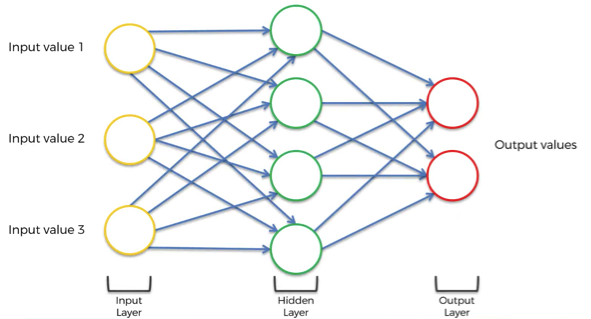 Input value 1
Input value 2
Output values
Input value 3
Input
Layer
Hidden
Layer
Output
Layer